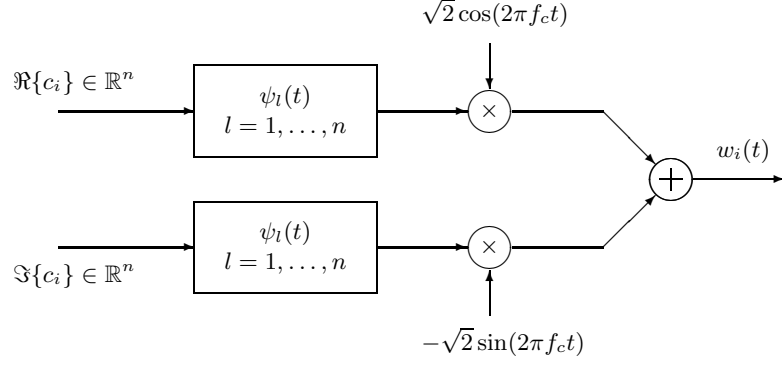 √2 cos(2πf_c t)
ℜ{c_i} ∈ ℝ^n
ψ_l(t)
l = 1, . . . , n
×
w_i(t)
+
ψ_l(t)
l = 1, . . . , n
×
ℑ{c_i} ∈ ℝ^n
−√2 sin(2πf_c t)